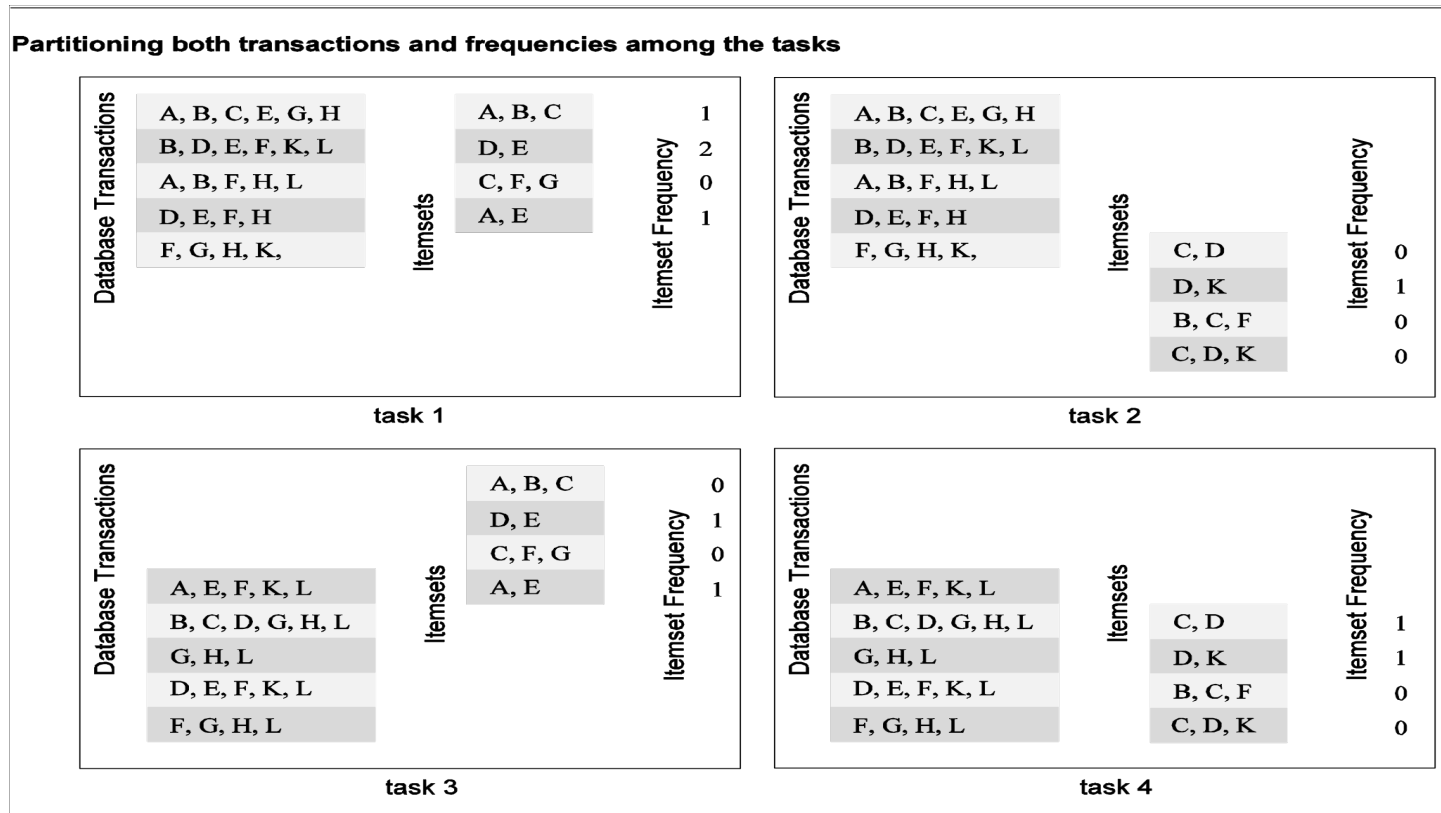 Partitioning both transactions and frequencies among the tasks
Database Transactions
A, B, C, E, G, H
B, D, E, F, K, L
A, B, F, H, L
D, E, F, H
F, G, H, K,
Itemsets
A, B, C
D, E
C, F, G
A, E
Itemset Frequency
1
2
0
1
task 1
Database Transactions
A, B, C, E, G, H
B, D, E, F, K, L
A, B, F, H, L
D, E, F, H
F, G, H, K,
Itemsets
C, D
D, K
B, C, F
C, D, K
Itemset Frequency
0
1
0
0
task 2
Database Transactions
A, E, F, K, L
B, C, D, G, H, L
G, H, L
D, E, F, K, L
F, G, H, L
Itemsets
A, B, C
D, E
C, F, G
A, E
Itemset Frequency
0
1
0
1
task 3
Database Transactions
A, E, F, K, L
B, C, D, G, H, L
G, H, L
D, E, F, K, L
F, G, H, L
Itemsets
C, D
D, K
B, C, F
C, D, K
Itemset Frequency
1
1
0
0
task 4